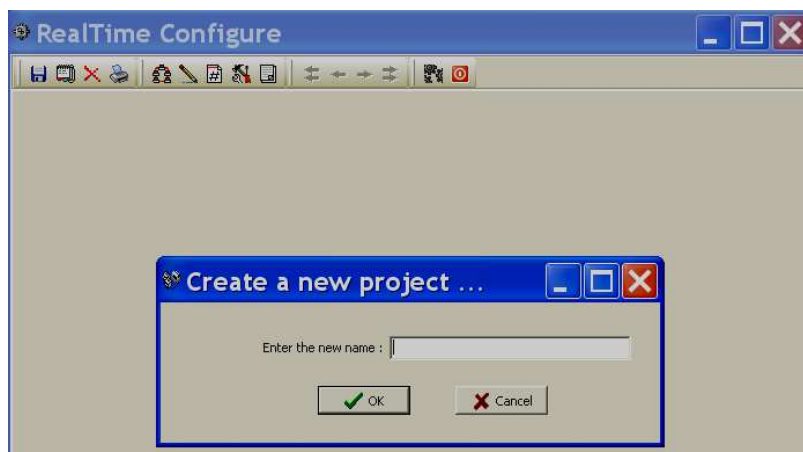 RealTime Configure
Create a new project ...
Enter the new name :
OK
Cancel